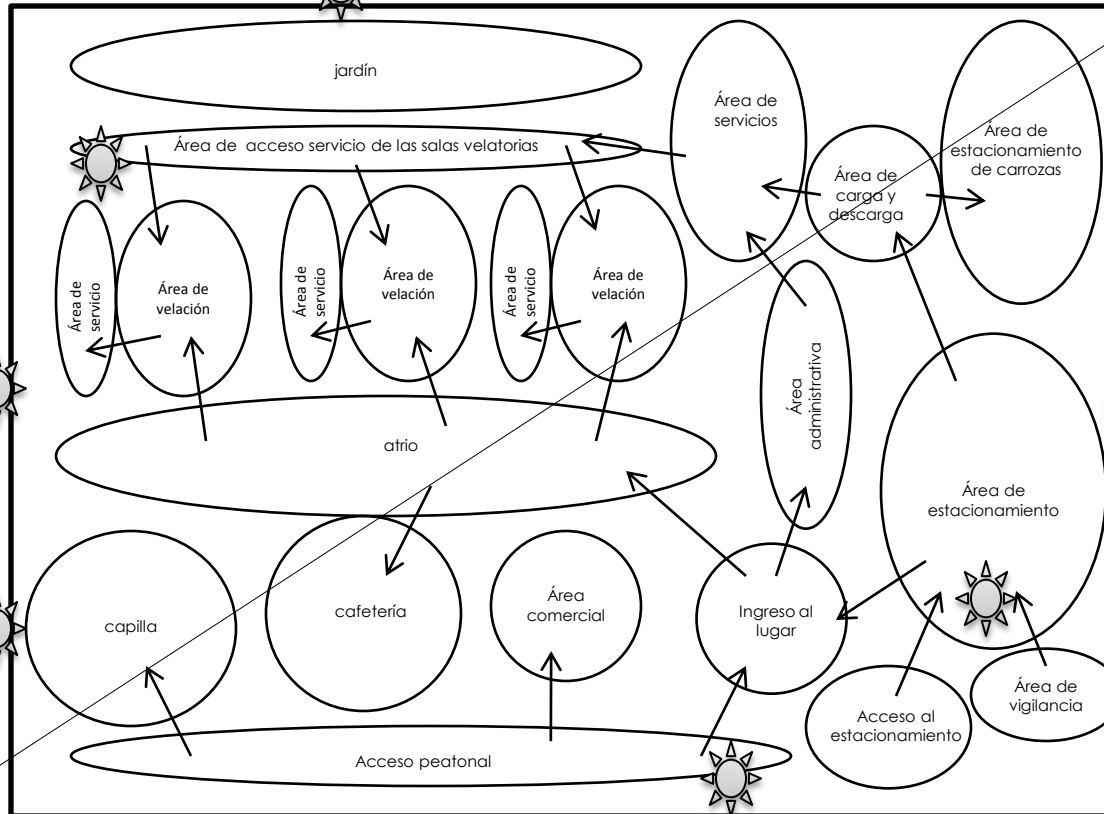 jardín
Área de
servicios
Área de
estacionamiento
de carrozas
Área de acceso servicio de las salas velatorias
Área de
carga y
descarga
Área de
servicio
Área de
velación
Área de
servicio
Área de
velación
Área de
servicio
Área de
velación
Área
administrativa
atrio
Área de
estacionamiento
capilla
cafetería
Área
comercial
Ingreso al
lugar
Área de
vigilancia
Acceso al
estacionamiento
Acceso peatonal